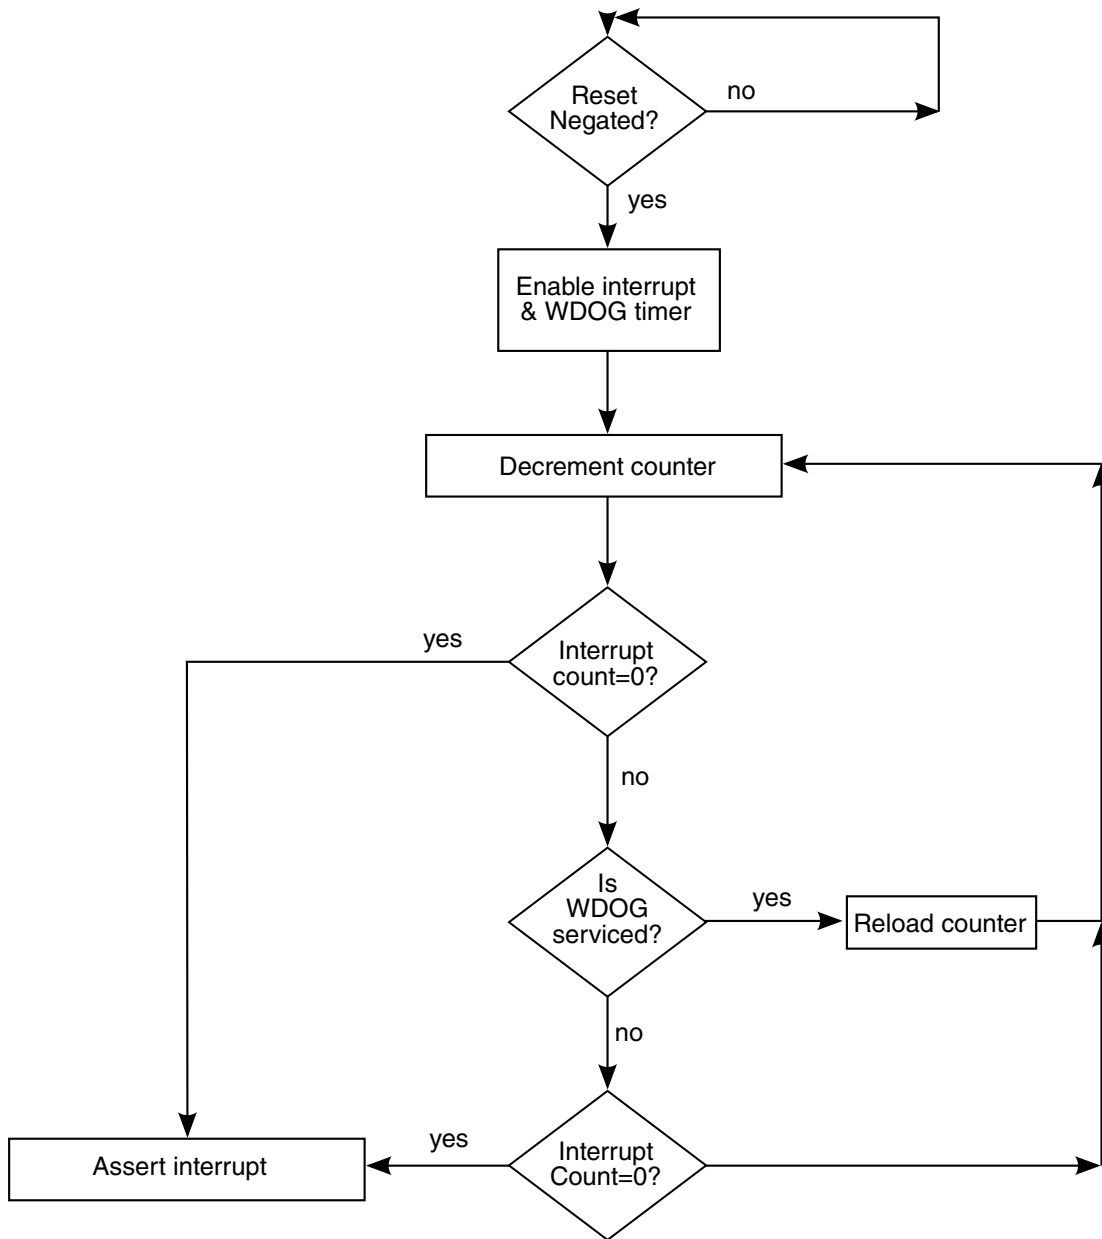 Reset
Negated?
no
yes
Enable interrupt
& WDOG timer
Decrement counter
yes
Interrupt
count=0?
no
Is
WDOG
serviced?
yes
Reload counter
no
yes
Interrupt
Count=0?
Assert interrupt